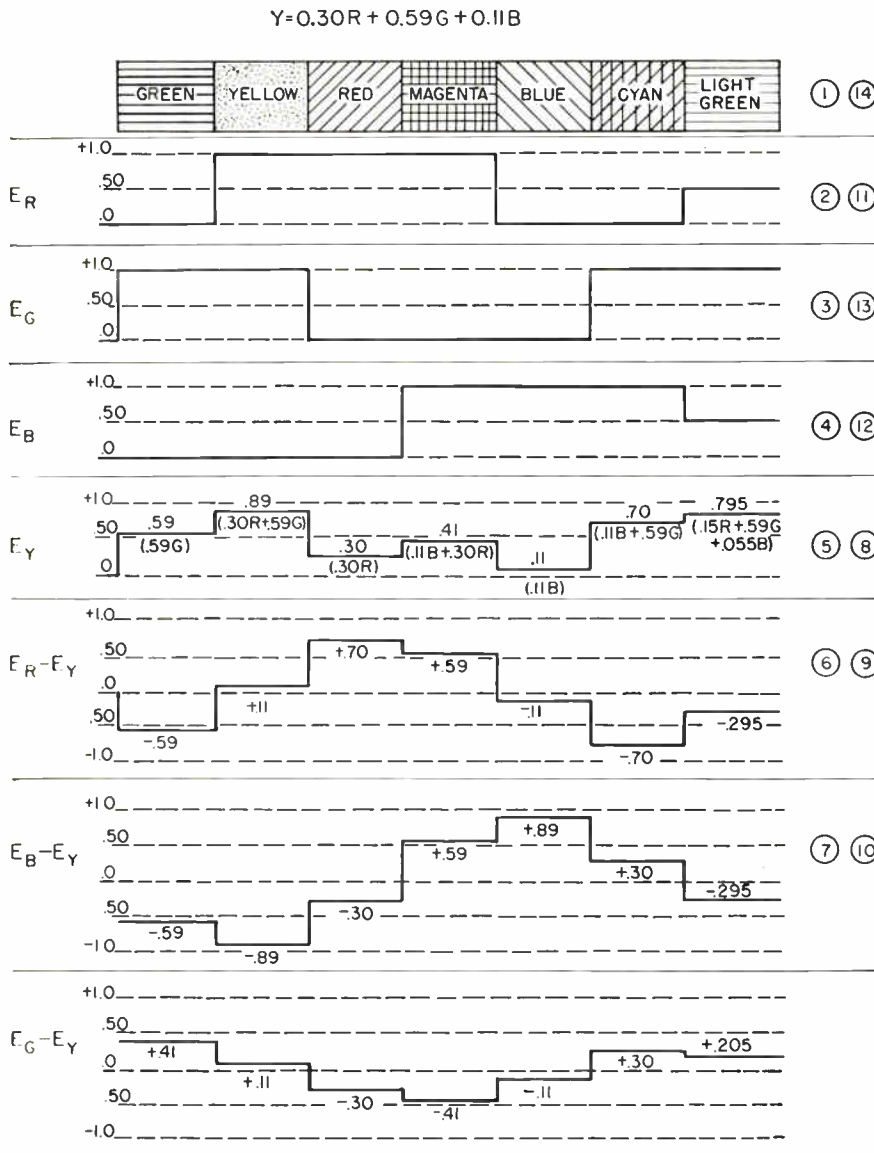 Y=0.30R+0.59G+0.11B
GREEN YELLOW RED MAGENTA BLUE CYAN LIGHT GREEN ① ⑭
E_R +1.0 .50 .0 ② ⑪
E_G +1.0 .50 .0 ③ ⑬
E_B +1.0 .50 .0 ④ ⑫
+1.0 .50 0
E_Y ⑤ ⑧
.59 .89 .30 .41 .11 .70 .795
(.59G) (.30R+.59G) (.30R) (.11B+.30R) (.11B) (.11B+.59G) (.15R+.59G
+.055B)
E_R-E_Y ⑥ ⑨
+1.0 .50 .0 .50 -1.0
-.59 +.11 +.70 +.59 -.11 -.70 -.295
E_B-E_Y ⑦ ⑩
+1.0 .50 .0 .50 -1.0
-.59 -.89 -.30 +.59 +.89 +.30 -.295
E_G-E_Y
+1.0 .50 .0 .50 -1.0
+.41 +.11 -.30 -.41 -.11 +.30 +.205